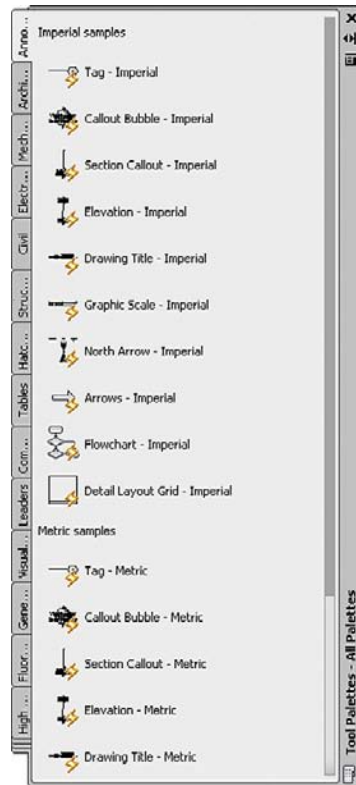 Imperial samples
Tag - Imperial
Callout Bubble - Imperial
Section Callout - Imperial
Elevation - Imperial
Drawing Title - Imperial
Graphic Scale - Imperial
North Arrow - Imperial
Arrows - Imperial
Flowchart - Imperial
Detail Layout Grid - Imperial
Metric samples
Tag - Metric
Callout Bubble - Metric
Section Callout - Metric
Elevation - Metric
Drawing Title - Metric
Anno...
Archi...
Mech...
Electr...
Civil
Struc...
Hatc...
Tables
Com...
Leaders
Visual...
Gene...
Fluor...
High ...
Tool Palettes - All Palettes